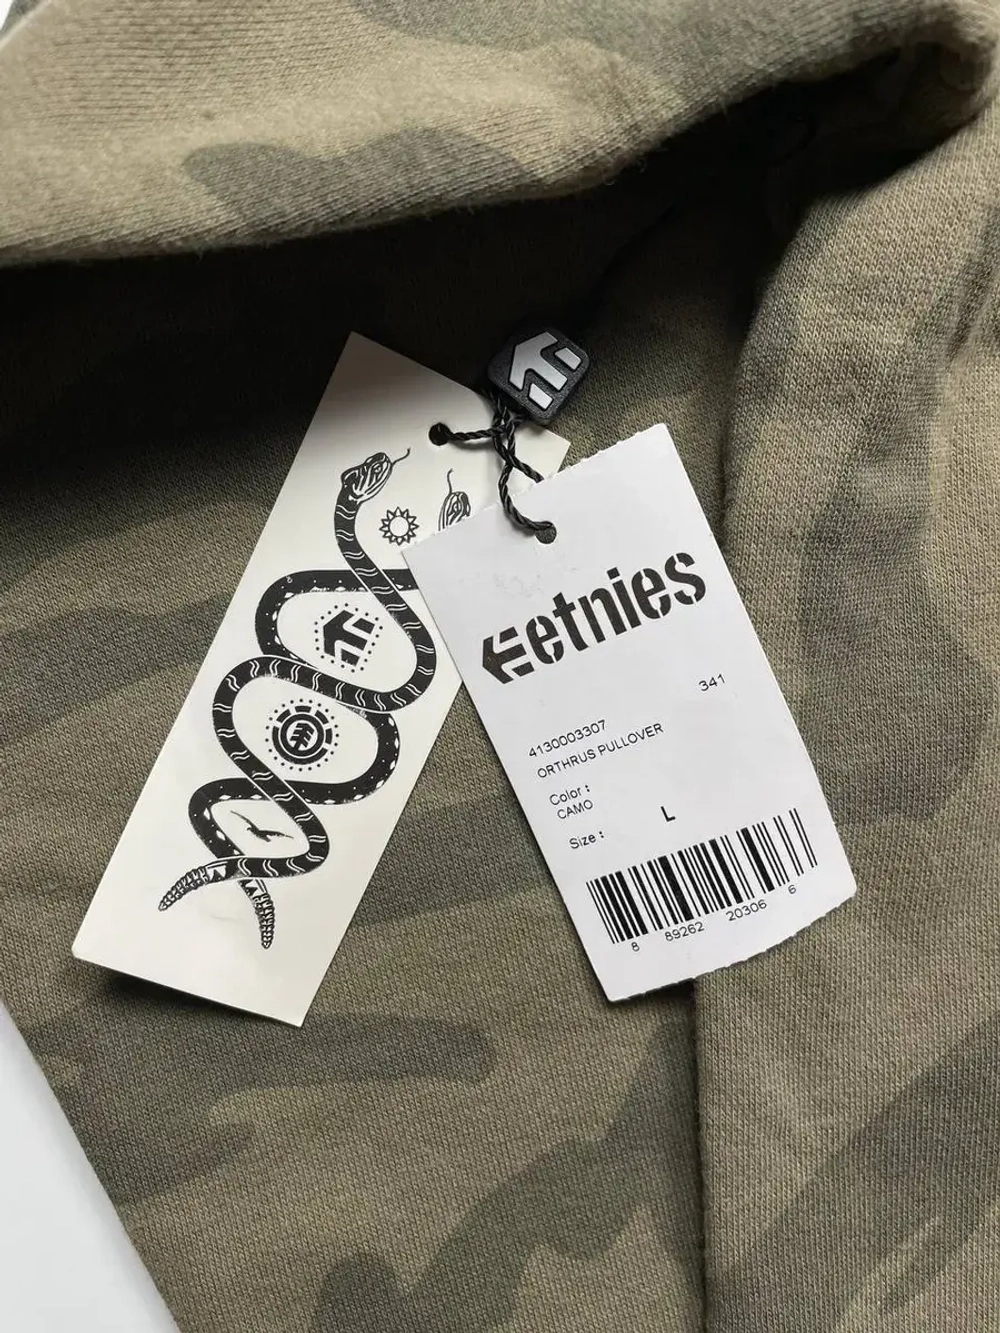 etnies
341
4130003307
ORTHRUS PULLOVER
Color :
CAMO
Size : L
8 89262 20306 6